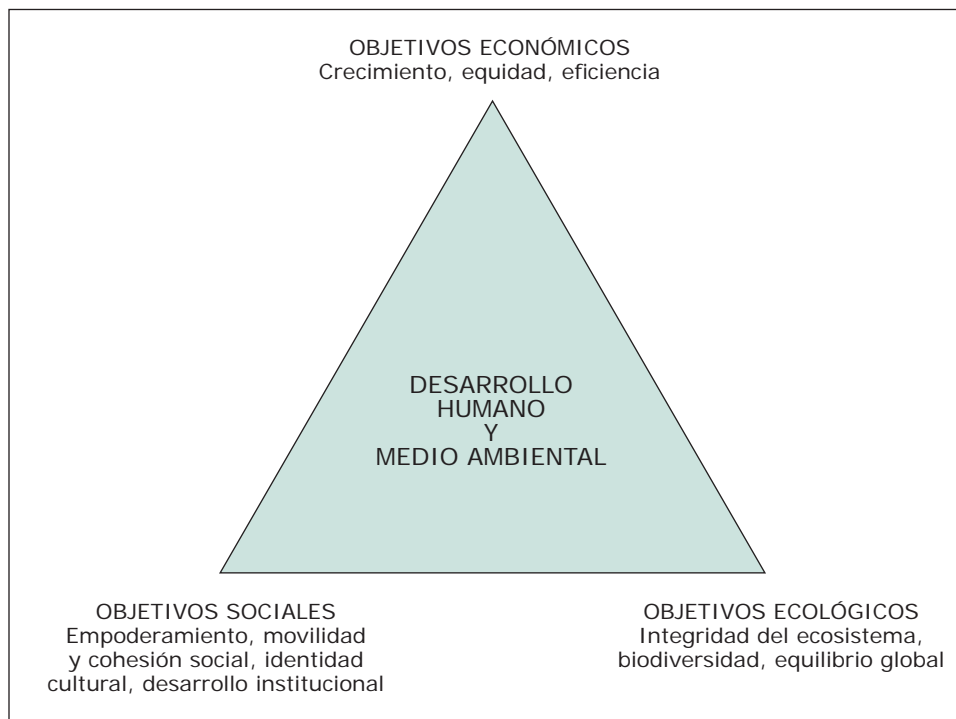 OBJETIVOS ECONÓMICOS
Crecimiento, equidad, eficiencia
DESARROLLO
HUMANO
Y
MEDIO AMBIENTAL
OBJETIVOS SOCIALES
Empoderamiento, movilidad
y cohesión social, identidad
cultural, desarrollo institucional
OBJETIVOS ECOLÓGICOS
Integridad del ecosistema,
biodiversidad, equilibrio global